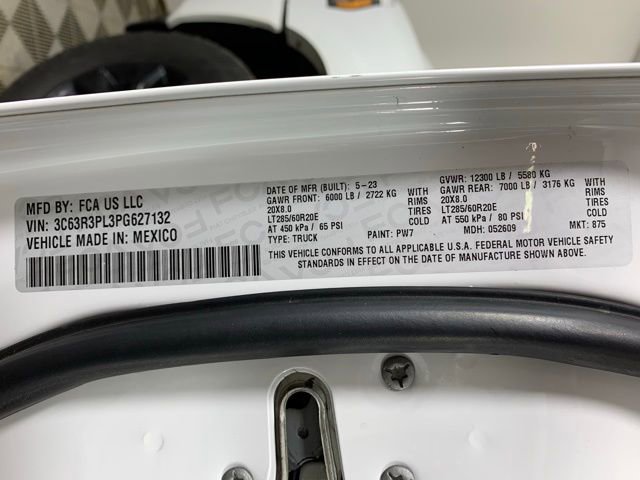 MFD BY: FCA US LLC
VIN: 3C63R3PL3PG627132
VEHICLE MADE IN: MEXICO
DATE OF MFR (BUILT): 5-23
GAWR FRONT: 6000 LB / 2722 KG WITH
20X8.0 RIMS
LT285/60R20E TIRES
AT 450 kPa / 65 PSI COLD
TYPE: TRUCK PAINT: PW7
GVWR: 12300 LB / 5580 KG
GAWR REAR: 7000 LB / 3176 KG WITH
20X8.0 RIMS
LT285/60R20E TIRES
AT 550 kPa / 80 PSI COLD
MDH: 052609 MKT: 875
THIS VEHICLE CONFORMS TO ALL APPLICABLE U.S.A. FEDERAL MOTOR VEHICLE SAFETY
STANDARDS IN EFFECT ON THE DATE OF MANUFACTURE SHOWN ABOVE.